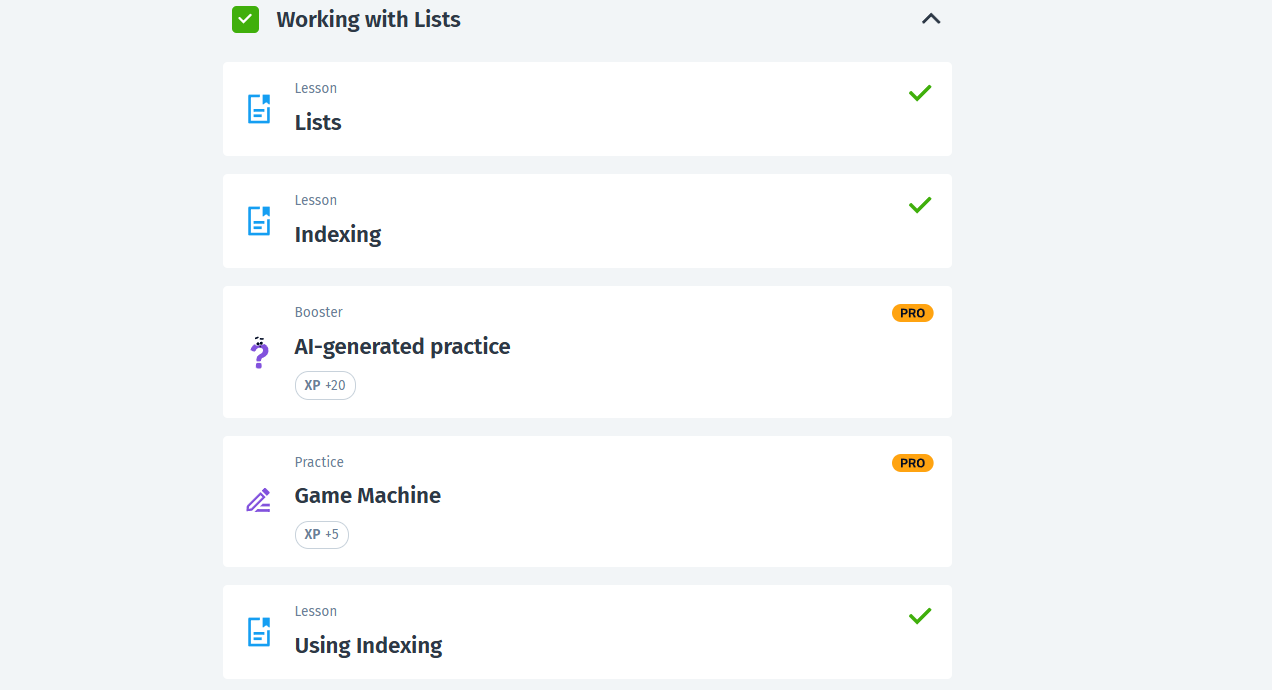 Working with Lists
Lesson
Lists
Lesson
Indexing
Booster
PRO
AI-generated practice
XP +20
Practice
PRO
Game Machine
XP +5
Lesson
Using Indexing